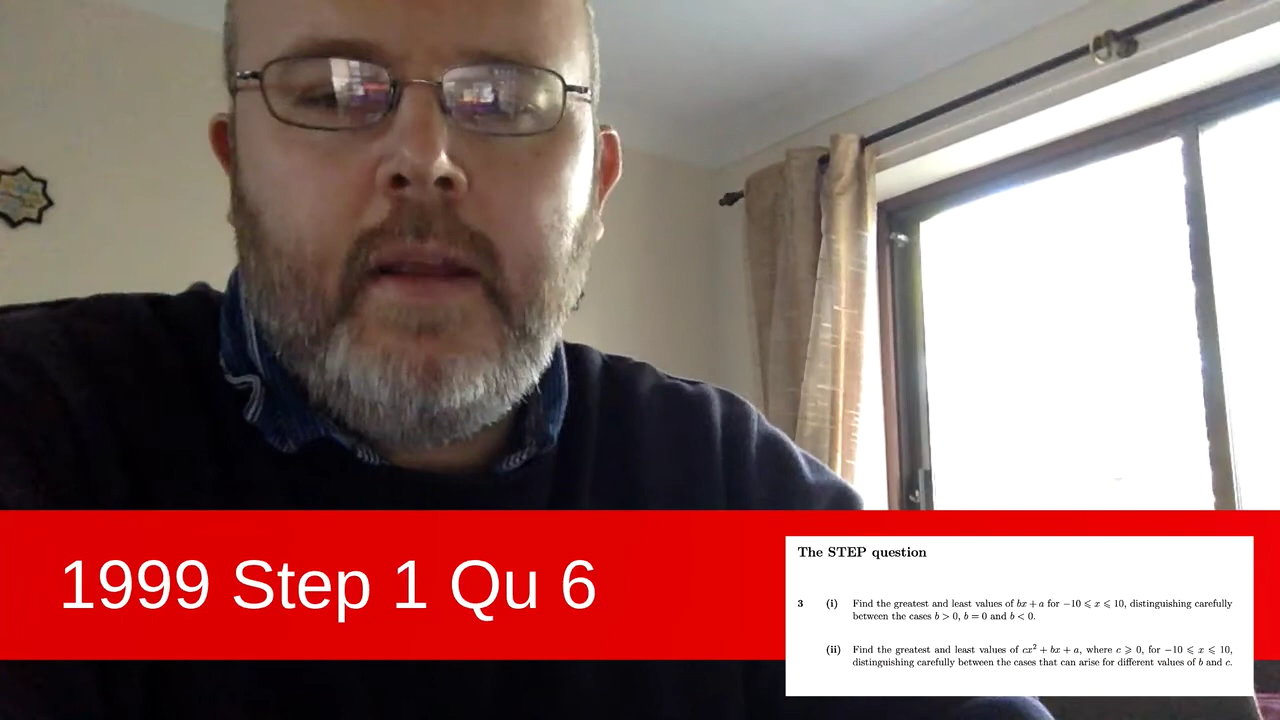 1999 Step 1 Qu 6
The STEP question
3 (i) Find the greatest and least values of bx + a for −10 ⩽ x ⩽ 10, distinguishing carefully
between the cases b > 0, b = 0 and b < 0.
(ii) Find the greatest and least values of cx² + bx + a, where c ⩾ 0, for −10 ⩽ x ⩽ 10,
distinguishing carefully between the cases that can arise for different values of b and c.